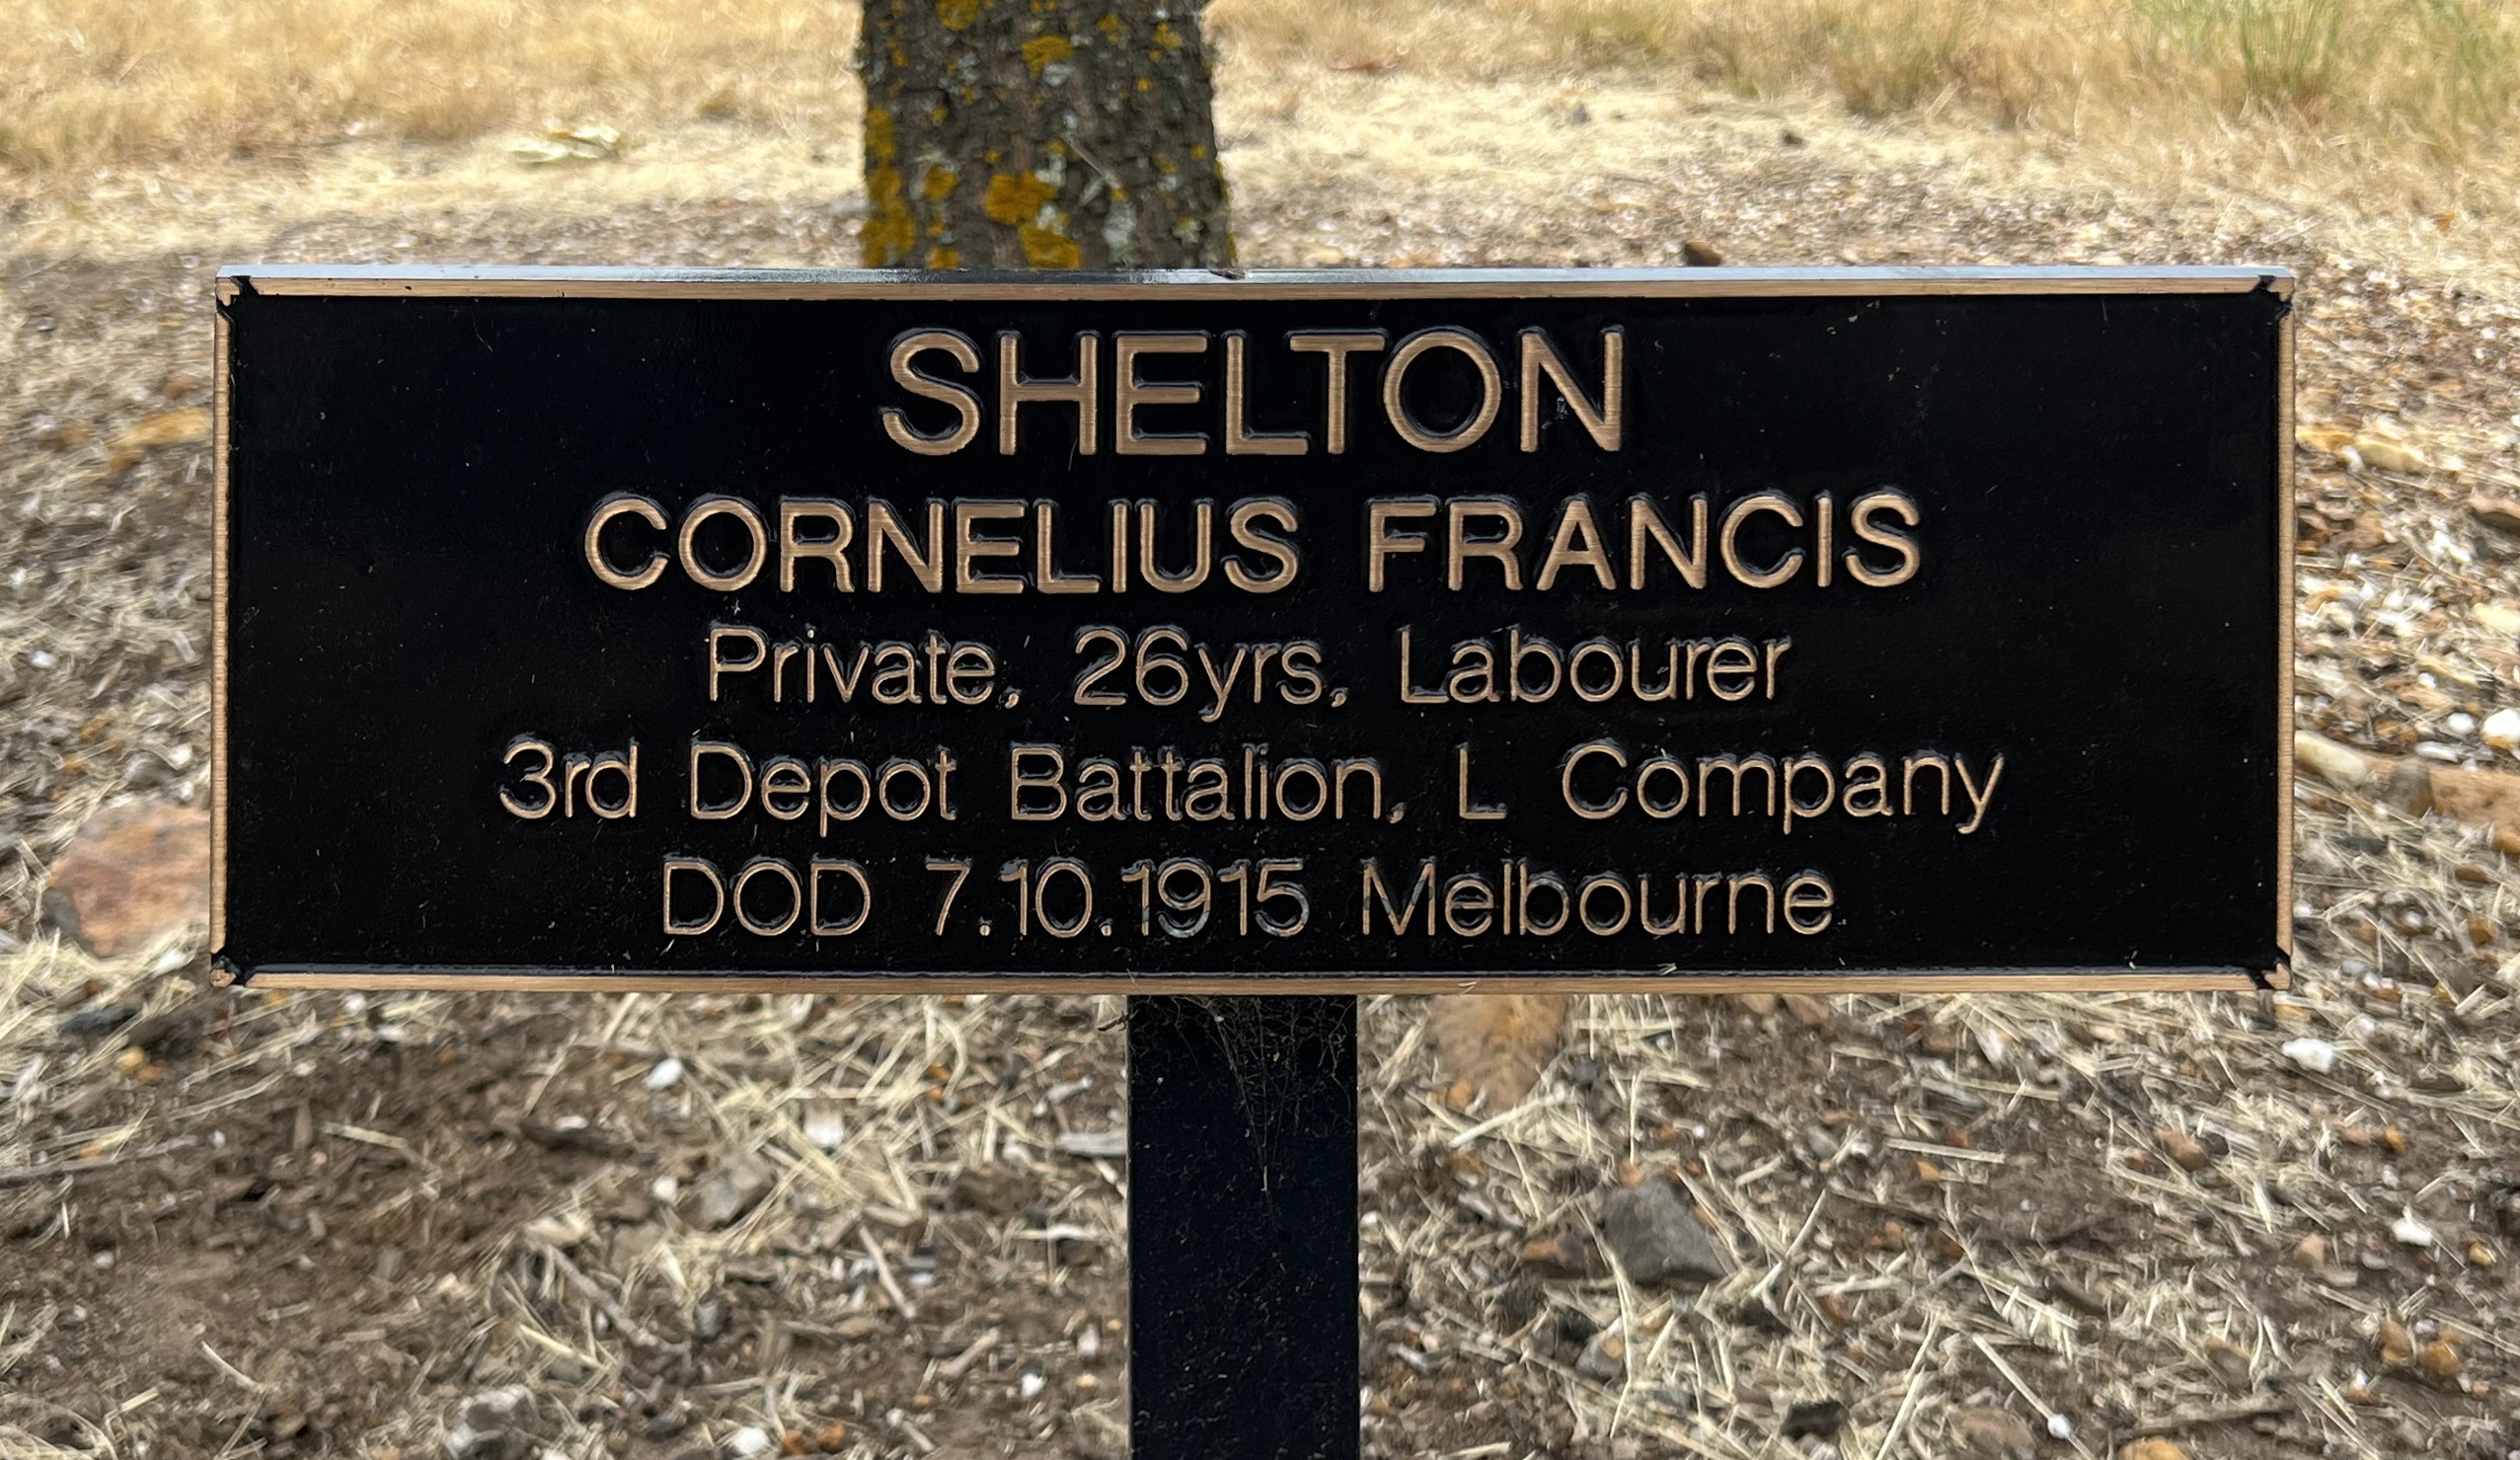 SHELTON
CORNELIUS FRANCIS
Private, 26yrs, Labourer
3rd Depot Battalion, L Company
DOD 7.10.1915 Melbourne